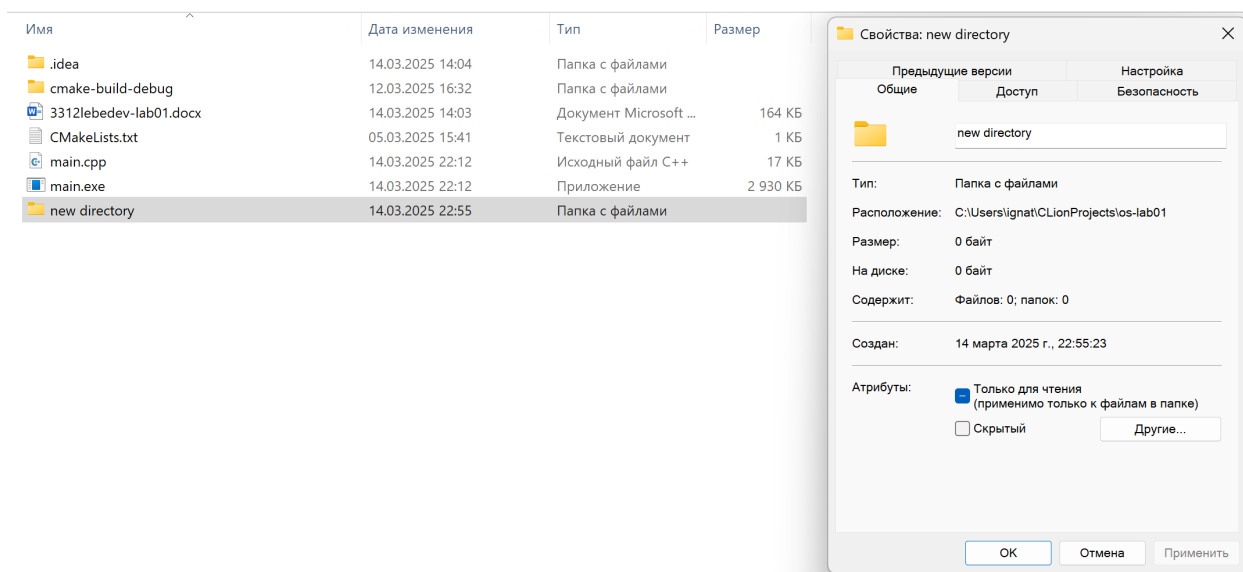 Имя Дата изменения Тип Размер
.idea 14.03.2025 14:04 Папка с файлами
cmake-build-debug 12.03.2025 16:32 Папка с файлами
3312lebedev-lab01.docx 14.03.2025 14:03 Документ Microsoft ... 164 КБ
CMakeLists.txt 05.03.2025 15:41 Текстовый документ 1 КБ
main.cpp 14.03.2025 22:12 Исходный файл C++ 17 КБ
main.exe 14.03.2025 22:12 Приложение 2 930 КБ
new directory 14.03.2025 22:55 Папка с файлами
Свойства: new directory
Предыдущие версии Настройка
Общие Доступ Безопасность
new directory
Тип: Папка с файлами
Расположение: C:\Users\ignat\CLionProjects\os-lab01
Размер: 0 байт
На диске: 0 байт
Содержит: Файлов: 0; папок: 0
Создан: 14 марта 2025 г., 22:55:23
Атрибуты: Только для чтения
(применимо только к файлам в папке)
Скрытый Другие...
ОК Отмена Применить